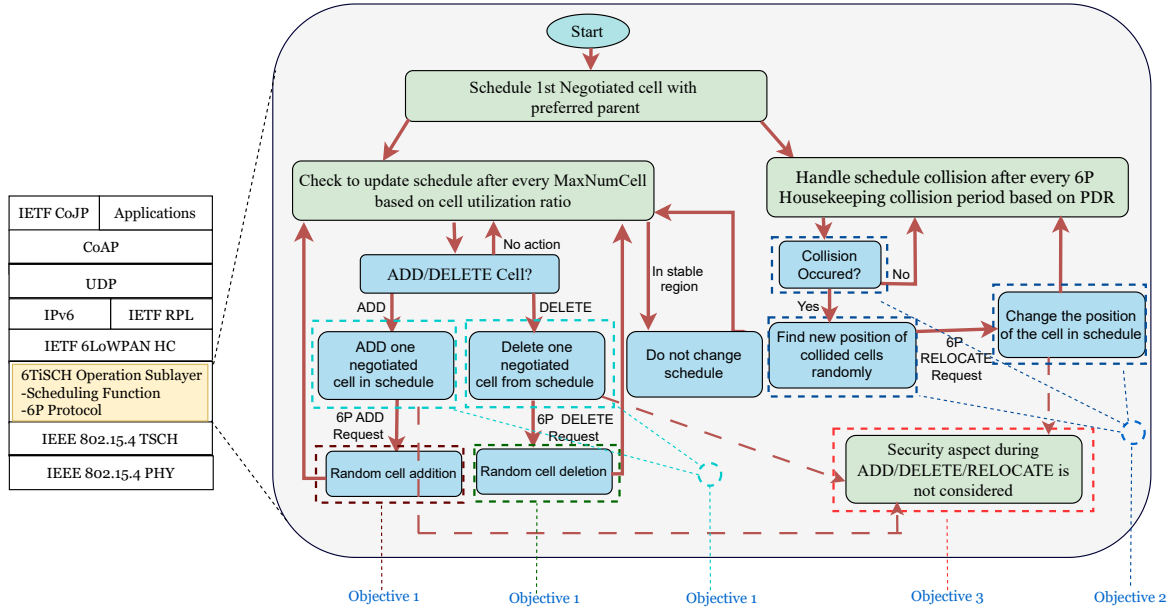 IETF CoJP
Applications
CoAP
UDP
IPv6
IETF RPL
IETF 6LoWPAN HC
6TiSCH Operation Sublayer
-Scheduling Function
-6P Protocol
IEEE 802.15.4 TSCH
IEEE 802.15.4 PHY
Start
Schedule 1st Negotiated cell with
preferred parent
Check to update schedule after every MaxNumCell
based on cell utilization ratio
Handle schedule collision after every 6P
Housekeeping collision period based on PDR
No action
ADD/DELETE Cell?
In stable
region
Collision
Occured?
No
Yes
ADD
DELETE
ADD one
negotiated
cell in schedule
Delete one
negotiated
cell from schedule
Do not change
schedule
Find new position of
collided cells
randomly
6P
RELOCATE
Request
Change the position
of the cell in schedule
6P ADD
Request
6P DELETE
Request
Random cell addition
Random cell deletion
Security aspect during
ADD/DELETE/RELOCATE is
not considered
Objective 1
Objective 1
Objective 1
Objective 3
Objective 2